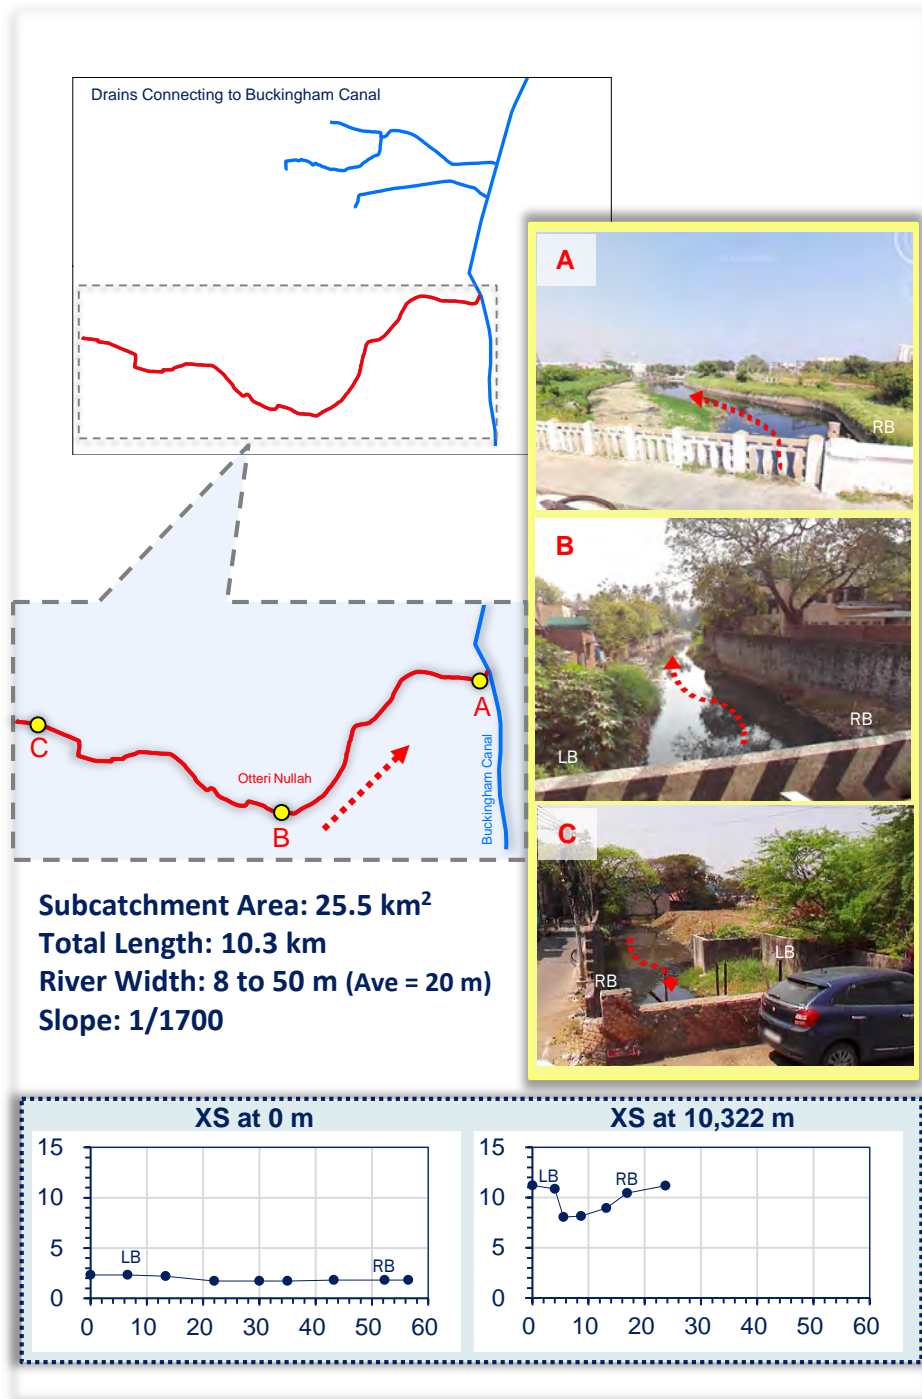 Drains Connecting to Buckingham Canal
A
RB
B
LB
RB
C
RB
LB
C
Otteri Nullah
B
A
Buckingham Canal
Subcatchment Area: 25.5 km²
Total Length: 10.3 km
River Width: 8 to 50 m (Ave = 20 m)
Slope: 1/1700
XS at 0 m
15
10
5
0
LB
RB
0 10 20 30 40 50 60
XS at 10,322 m
15
10
5
0
LB
RB
0 10 20 30 40 50 60